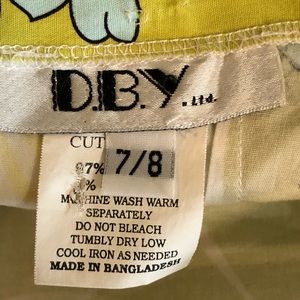 D.B.Y. Ltd.
CUT 7/8
97%
%
MACHINE WASH WARM
SEPARATELY
DO NOT BLEACH
TUMBLY DRY LOW
COOL IRON AS NEEDED
MADE IN BANGLADESH